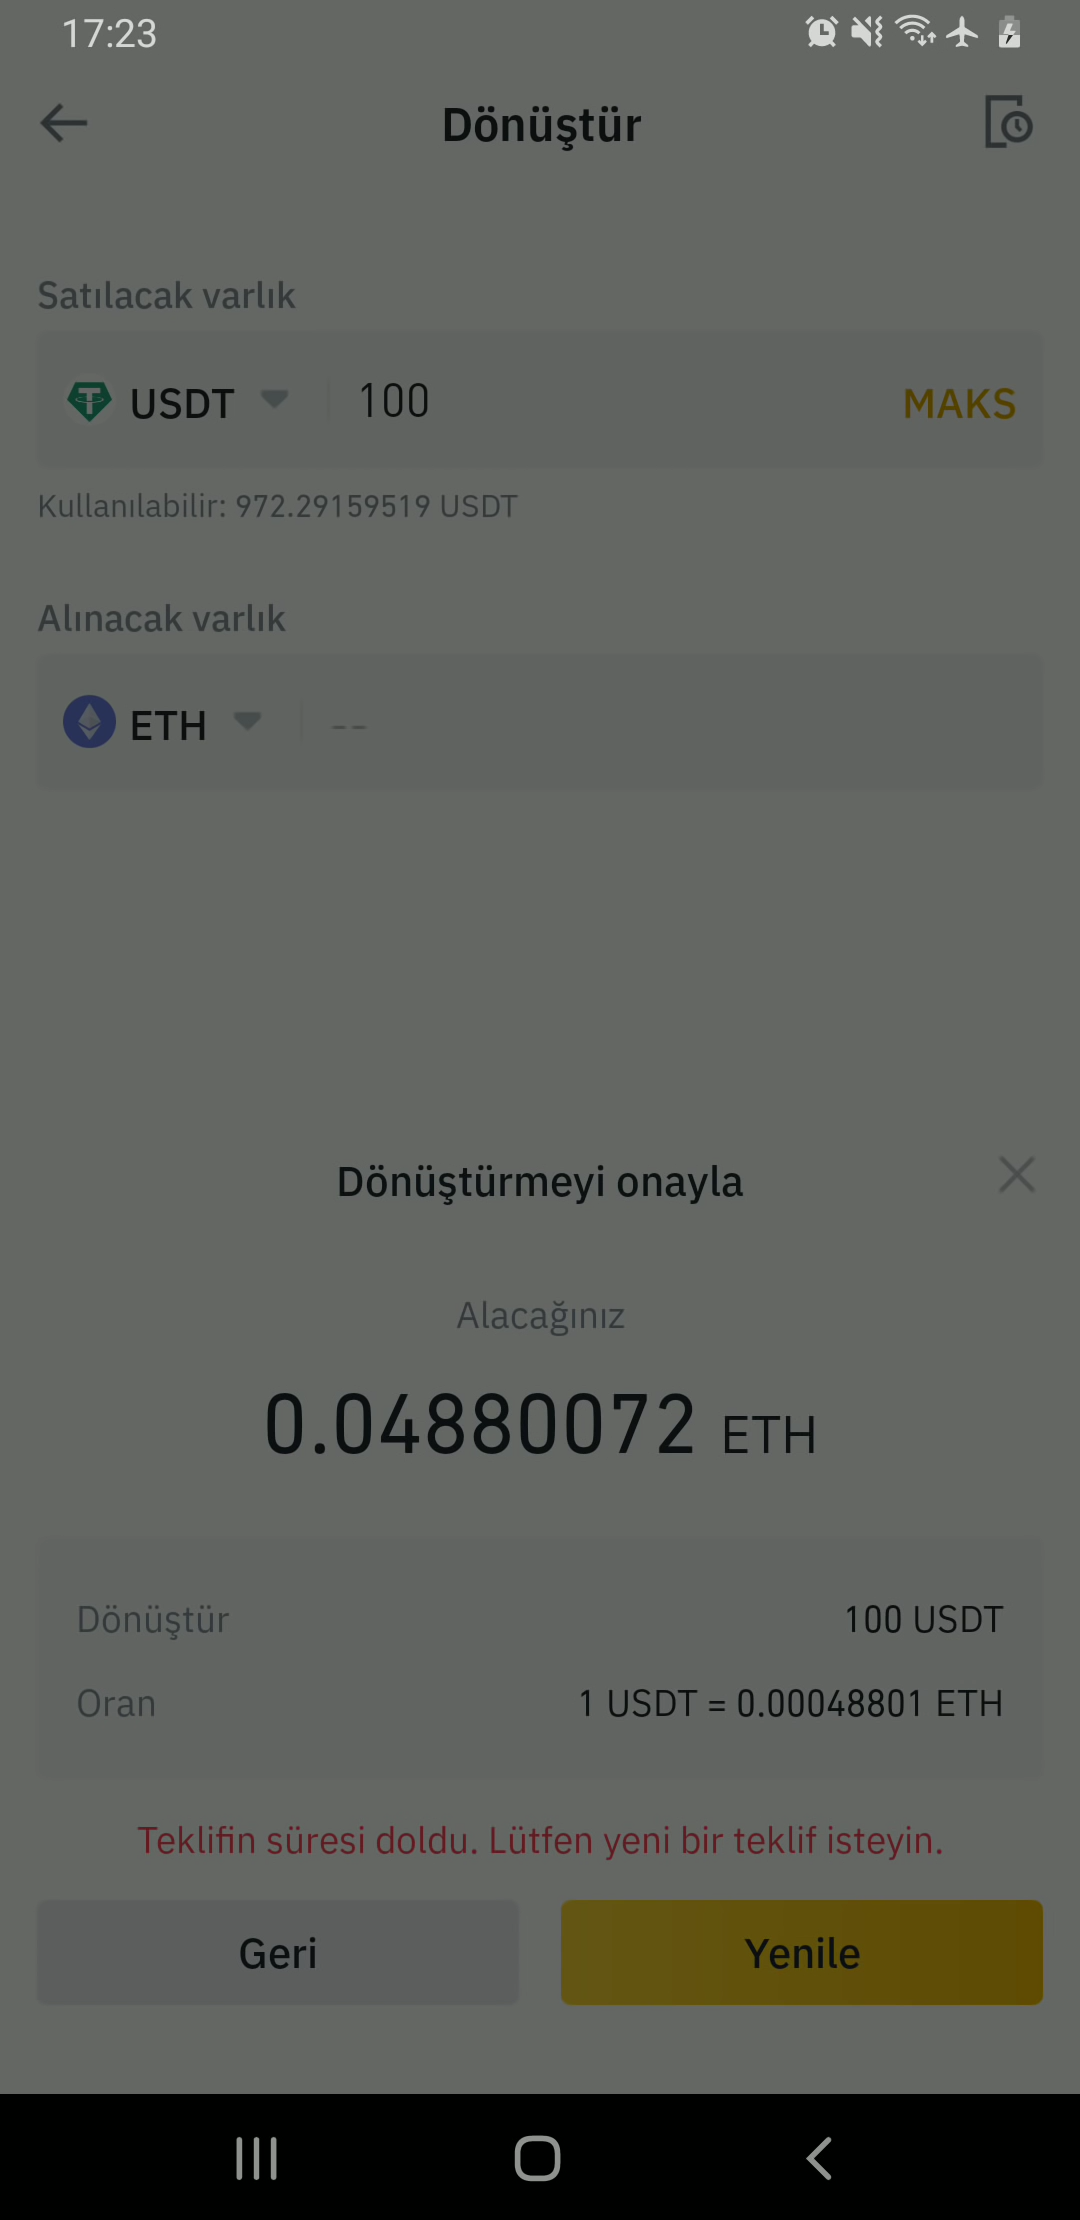 17:23
Dönüştür
Satılacak varlık
USDT 100 MAKS
Kullanılabilir: 972.29159519 USDT
Alınacak varlık
ETH --
Dönüştürmeyi onayla
Alacağınız
0.04880072 ETH
Dönüştür 100 USDT
Oran 1 USDT = 0.00048801 ETH
Teklifin süresi doldu. Lütfen yeni bir teklif isteyin.
Geri Yenile